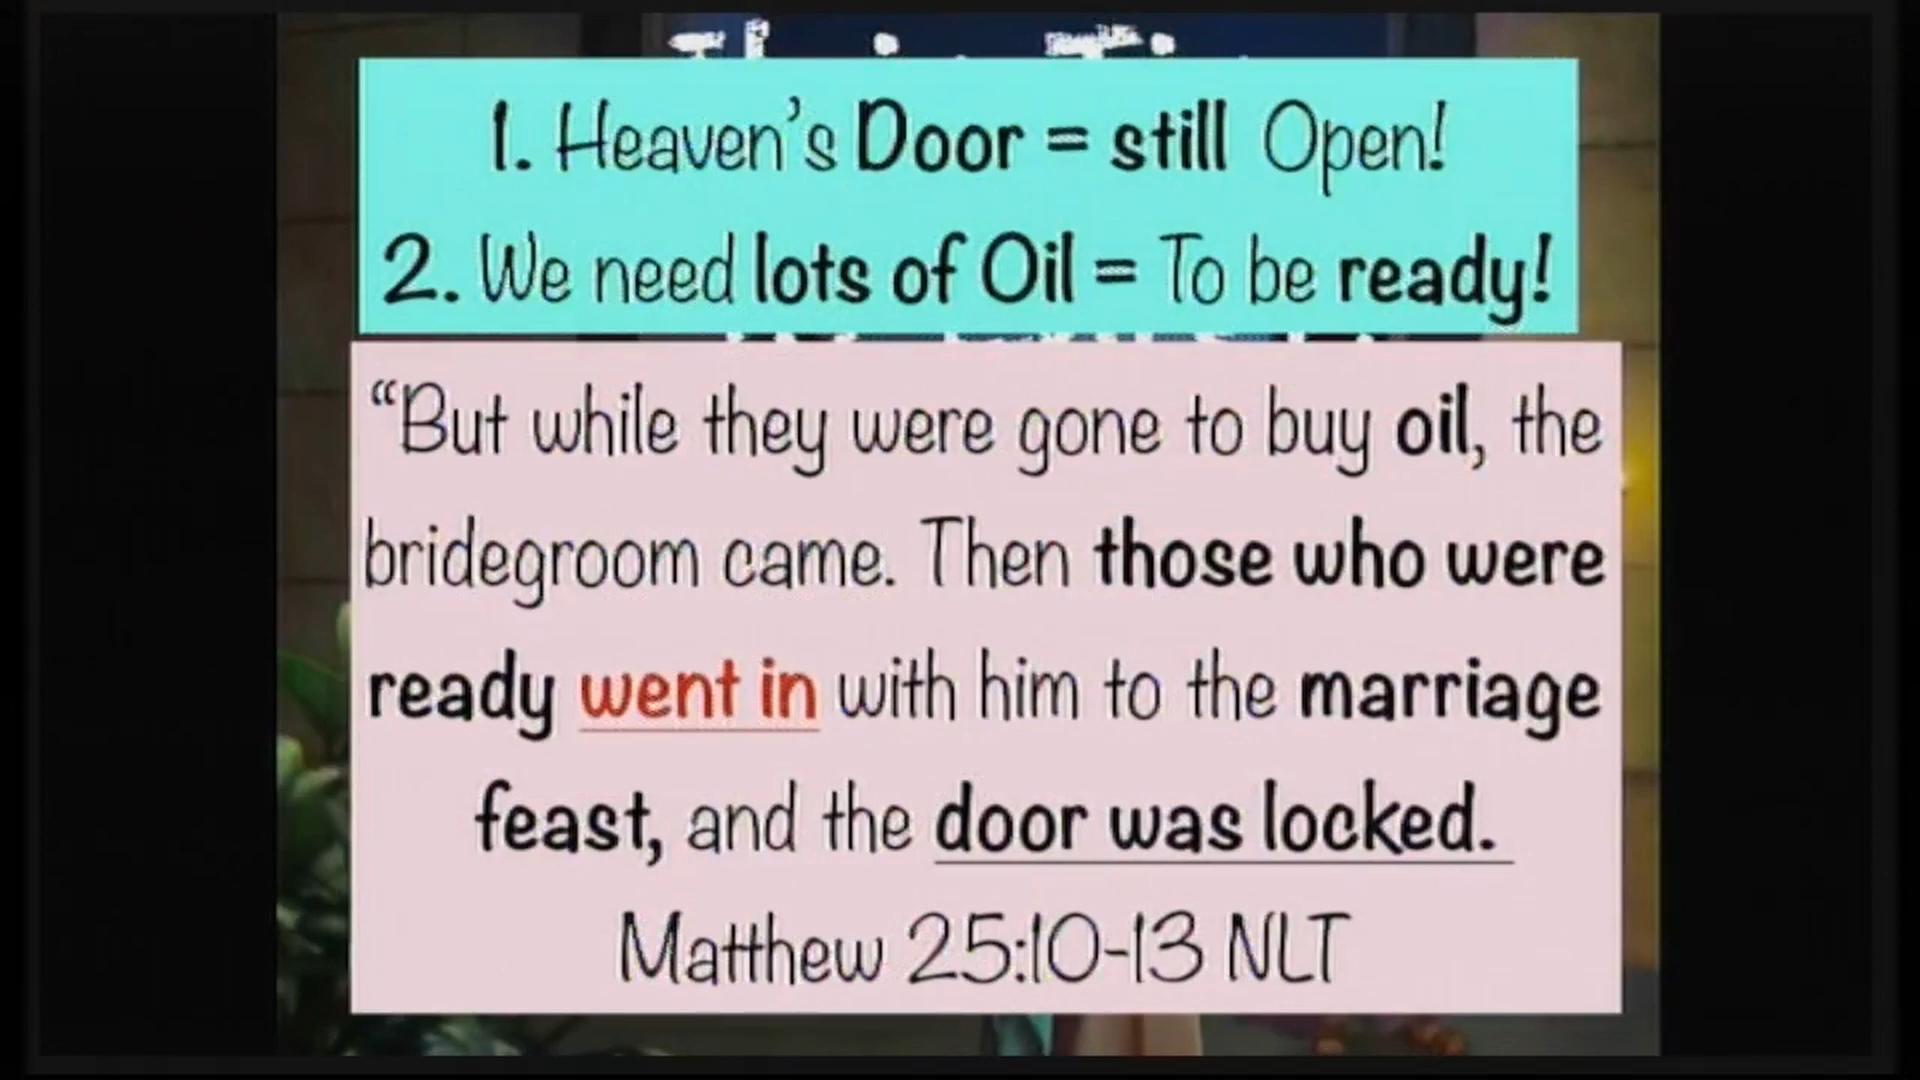 1. Heaven's Door = still Open!
2. We need lots of Oil = To be ready!
“But while they were gone to buy oil, the
bridegroom came. Then those who were
ready went in with him to the marriage
feast, and the door was locked.
Matthew 25:10-13 NLT